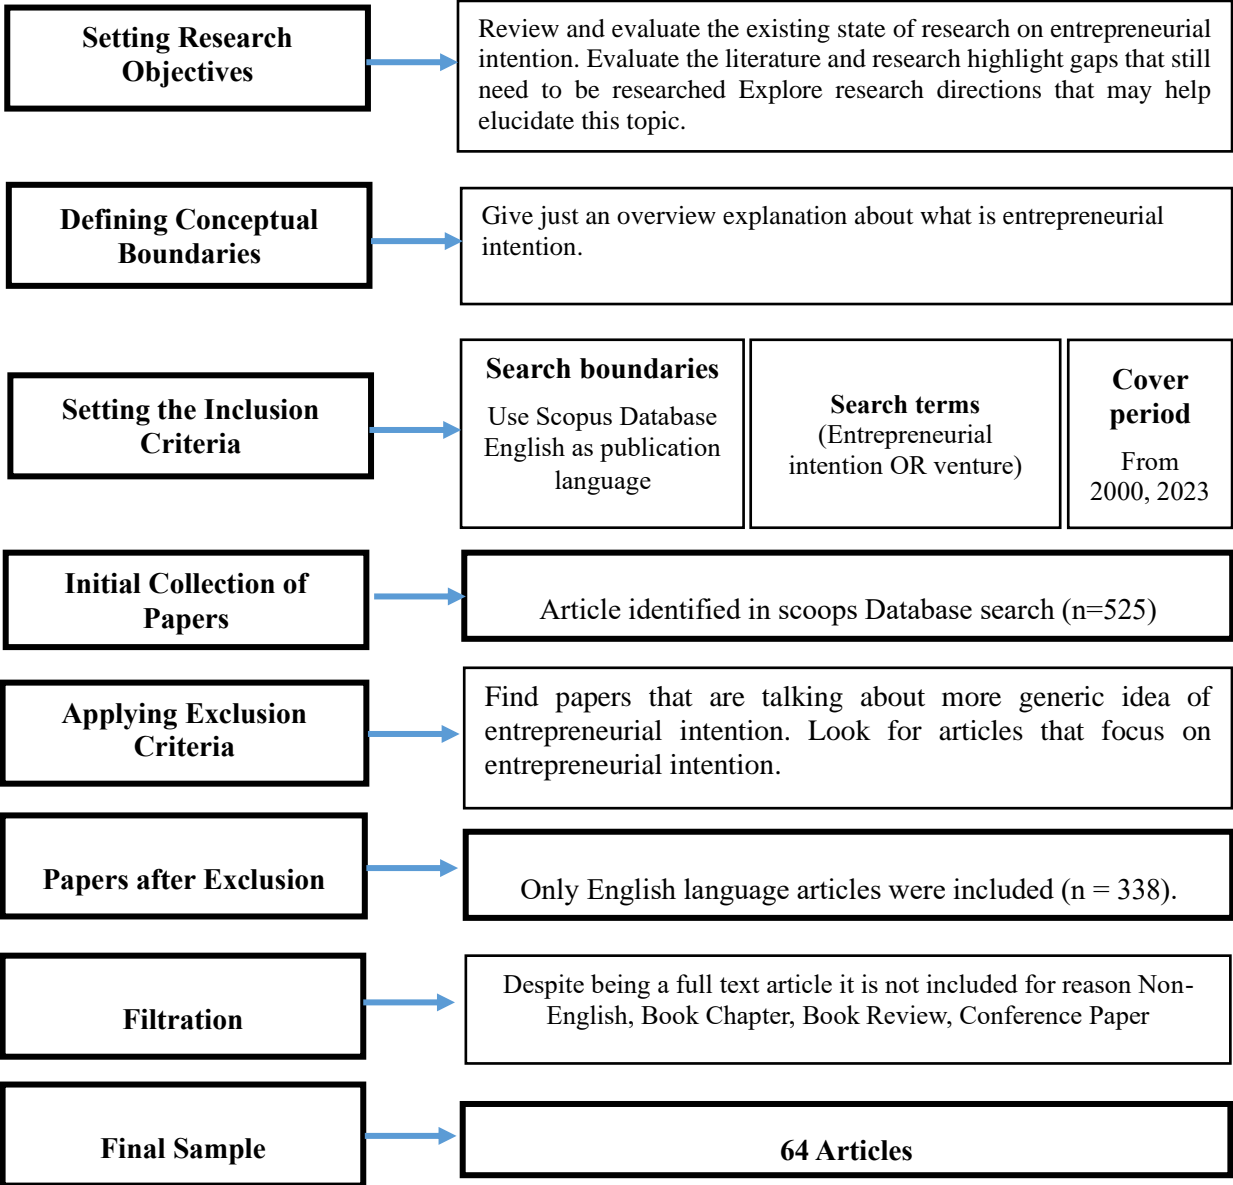 Setting Research
Objectives
Review and evaluate the existing state of research on entrepreneurial
intention. Evaluate the literature and research highlight gaps that still
need to be researched Explore research directions that may help
elucidate this topic.
Defining Conceptual
Boundaries
Give just an overview explanation about what is entrepreneurial
intention.
Setting the Inclusion
Criteria
Search boundaries
Use Scopus Database
English as publication
language
Search terms
(Entrepreneurial
intention OR venture)
Cover
period
From
2000, 2023
Initial Collection of
Papers
Article identified in scoops Database search (n=525)
Applying Exclusion
Criteria
Find papers that are talking about more generic idea of
entrepreneurial intention. Look for articles that focus on
entrepreneurial intention.
Papers after Exclusion
Only English language articles were included (n = 338).
Filtration
Despite being a full text article it is not included for reason Non-
English, Book Chapter, Book Review, Conference Paper
Final Sample
64 Articles